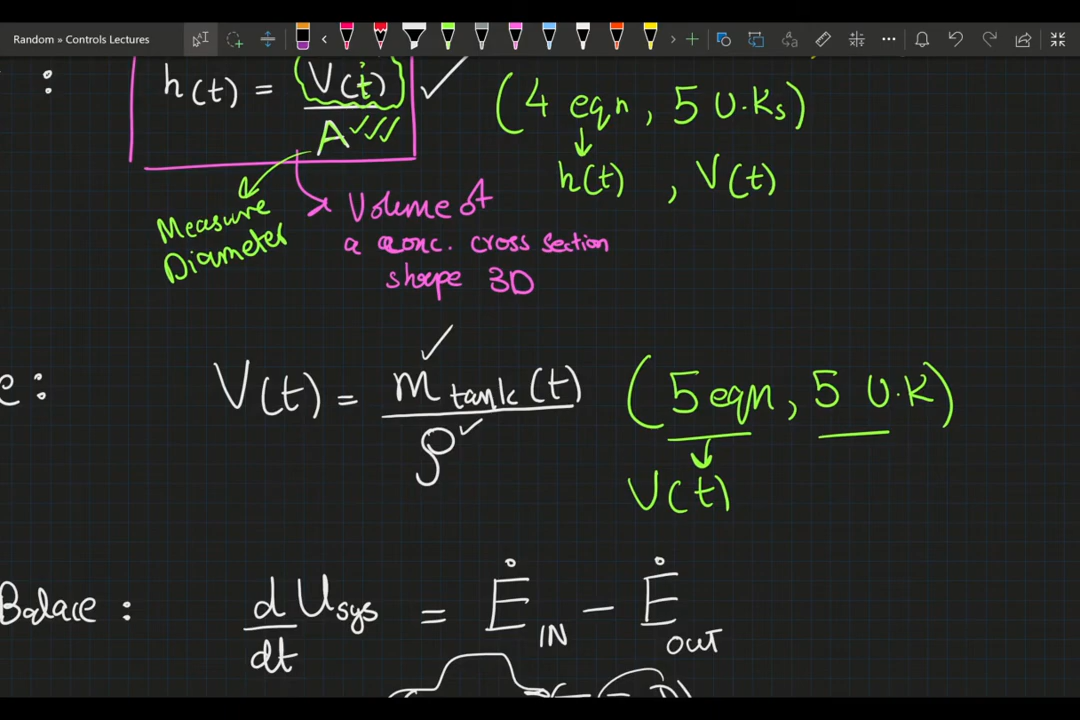 Random » Controls Lectures
: h(t) = V(t) / A
(4 eqn, 5 U.Ks)
h(t) , V(t)
Measure
Diameter
Volume of
a conc. cross section
shape 3D
e: V(t) = m tank (t) / ρ (5 eqn, 5 U.K)
V(t)
Balace : d/dt Usys = Ė IN − Ė OUT